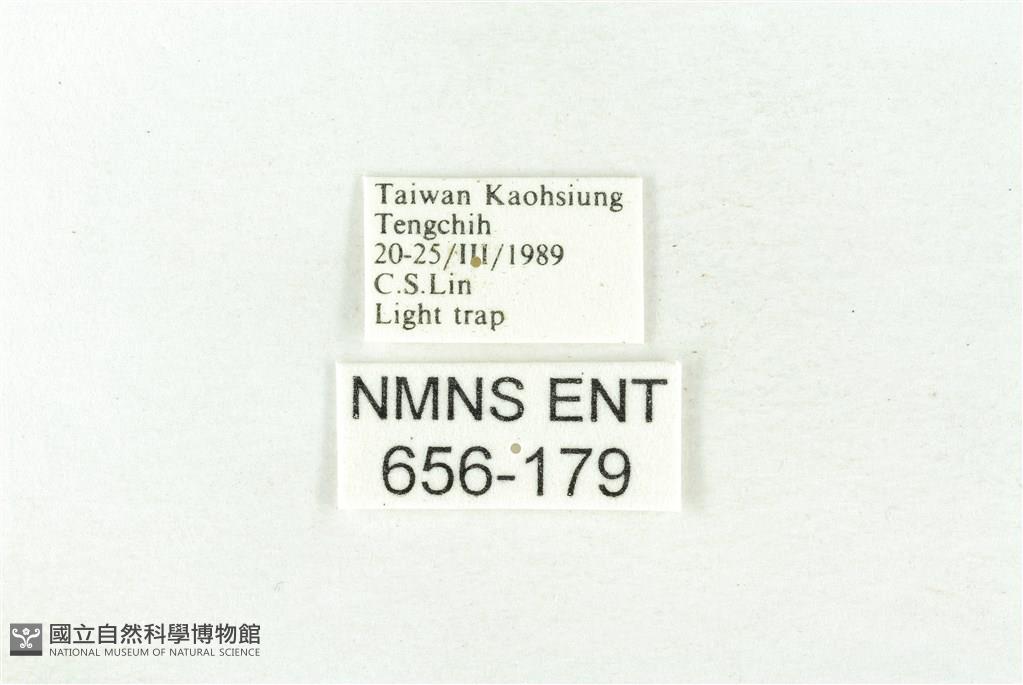 Taiwan Kaohsiung
Tengchih
20-25/III/1989
C.S.Lin
Light trap
NMNS ENT
656-179
國立自然科學博物館
NATIONAL MUSEUM OF NATURAL SCIENCE